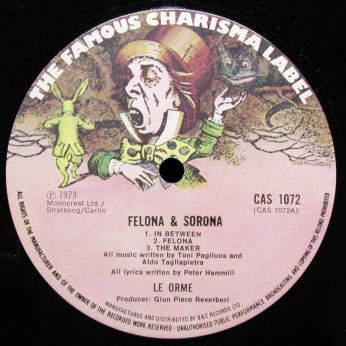 THE FAMOUS CHARISMA LABEL
℗ 1973
Mooncrest Ltd./
Stratsong/Carlin
CAS 1072
(CAS 1072A)
FELONA & SORONA
1. IN BETWEEN
2. FELONA
3. THE MAKER
All music written by Toni Pagliuca and
Aldo Tagliapietra
All lyrics written by Peter Hammill
LE ORME
Producer: Giun Piero Reverberi
MANUFACTURED AND DISTRIBUTED BY B&C RECORDS LTD.
ALL RIGHTS OF THE MANUFACTURER AND OF THE OWNER OF THE RECORDED WORK RESERVED · UNAUTHORISED PUBLIC PERFORMANCE BROADCASTING AND COPYING OF THIS RECORD PROHIBITED